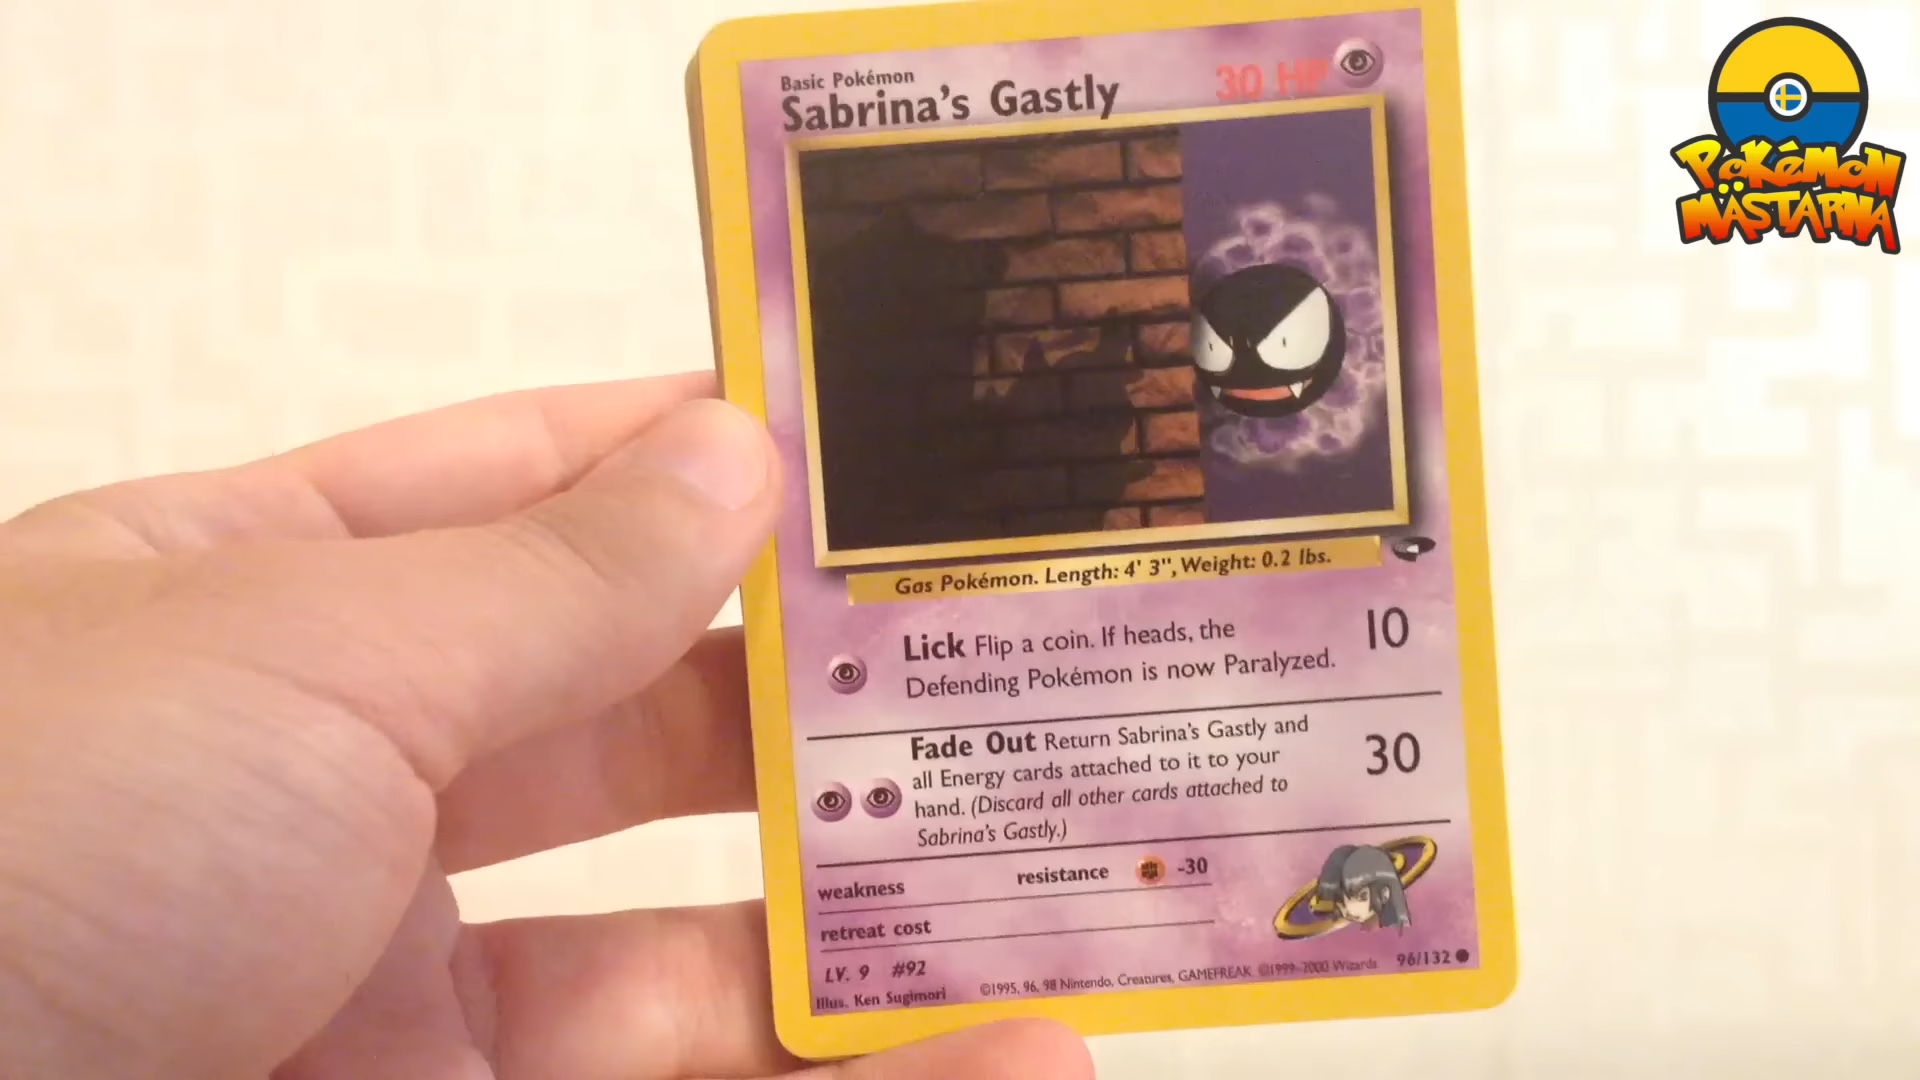 Basic Pokémon
Sabrina's Gastly
30 HP
Gas Pokémon. Length: 4' 3", Weight: 0.2 lbs.
Lick Flip a coin. If heads, the
Defending Pokémon is now Paralyzed.
10
Fade Out Return Sabrina's Gastly and
all Energy cards attached to it to your
hand. (Discard all other cards attached to
Sabrina's Gastly.)
30
weakness
resistance -30
retreat cost
LV. 9 #92
Illus. Ken Sugimori
©1995, 96, 98 Nintendo, Creatures, GAMEFREAK ©1999-2000 Wizards
96/132
POKéMON
MÄSTARNA